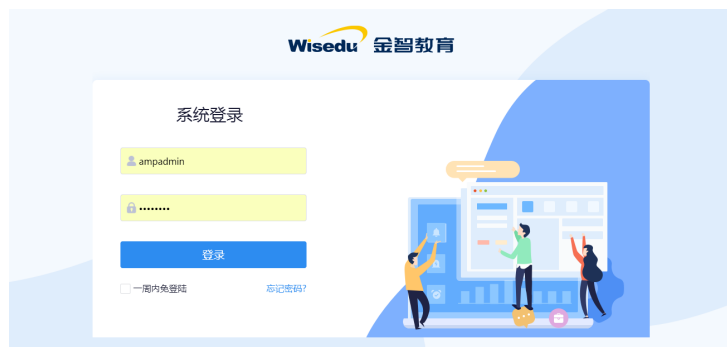 Wisedu 金智教育
系统登录
ampadmin
••••••••
登录
一周内免登陆 忘记密码?